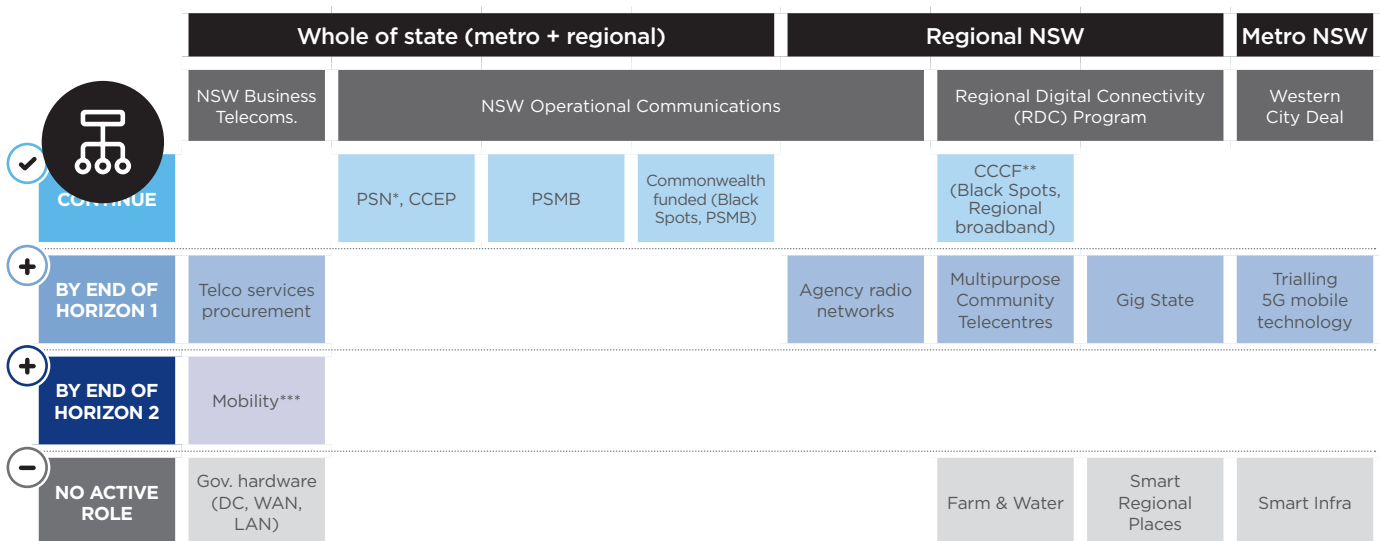 Whole of state (metro + regional)
Regional NSW
Metro NSW
NSW Business
Telecoms.
NSW Operational Communications
Regional Digital Connectivity
(RDC) Program
Western
City Deal
CONTINUE
PSN*, CCEP
PSMB
Commonwealth
funded (Black
Spots, PSMB)
CCCF**
(Black Spots,
Regional
broadband)
BY END OF
HORIZON 1
Telco services
procurement
Agency radio
networks
Multipurpose
Community
Telecentres
Gig State
Trialling
5G mobile
technology
BY END OF
HORIZON 2
Mobility***
NO ACTIVE
ROLE
Gov. hardware
(DC, WAN,
LAN)
Farm & Water
Smart
Regional
Places
Smart Infra